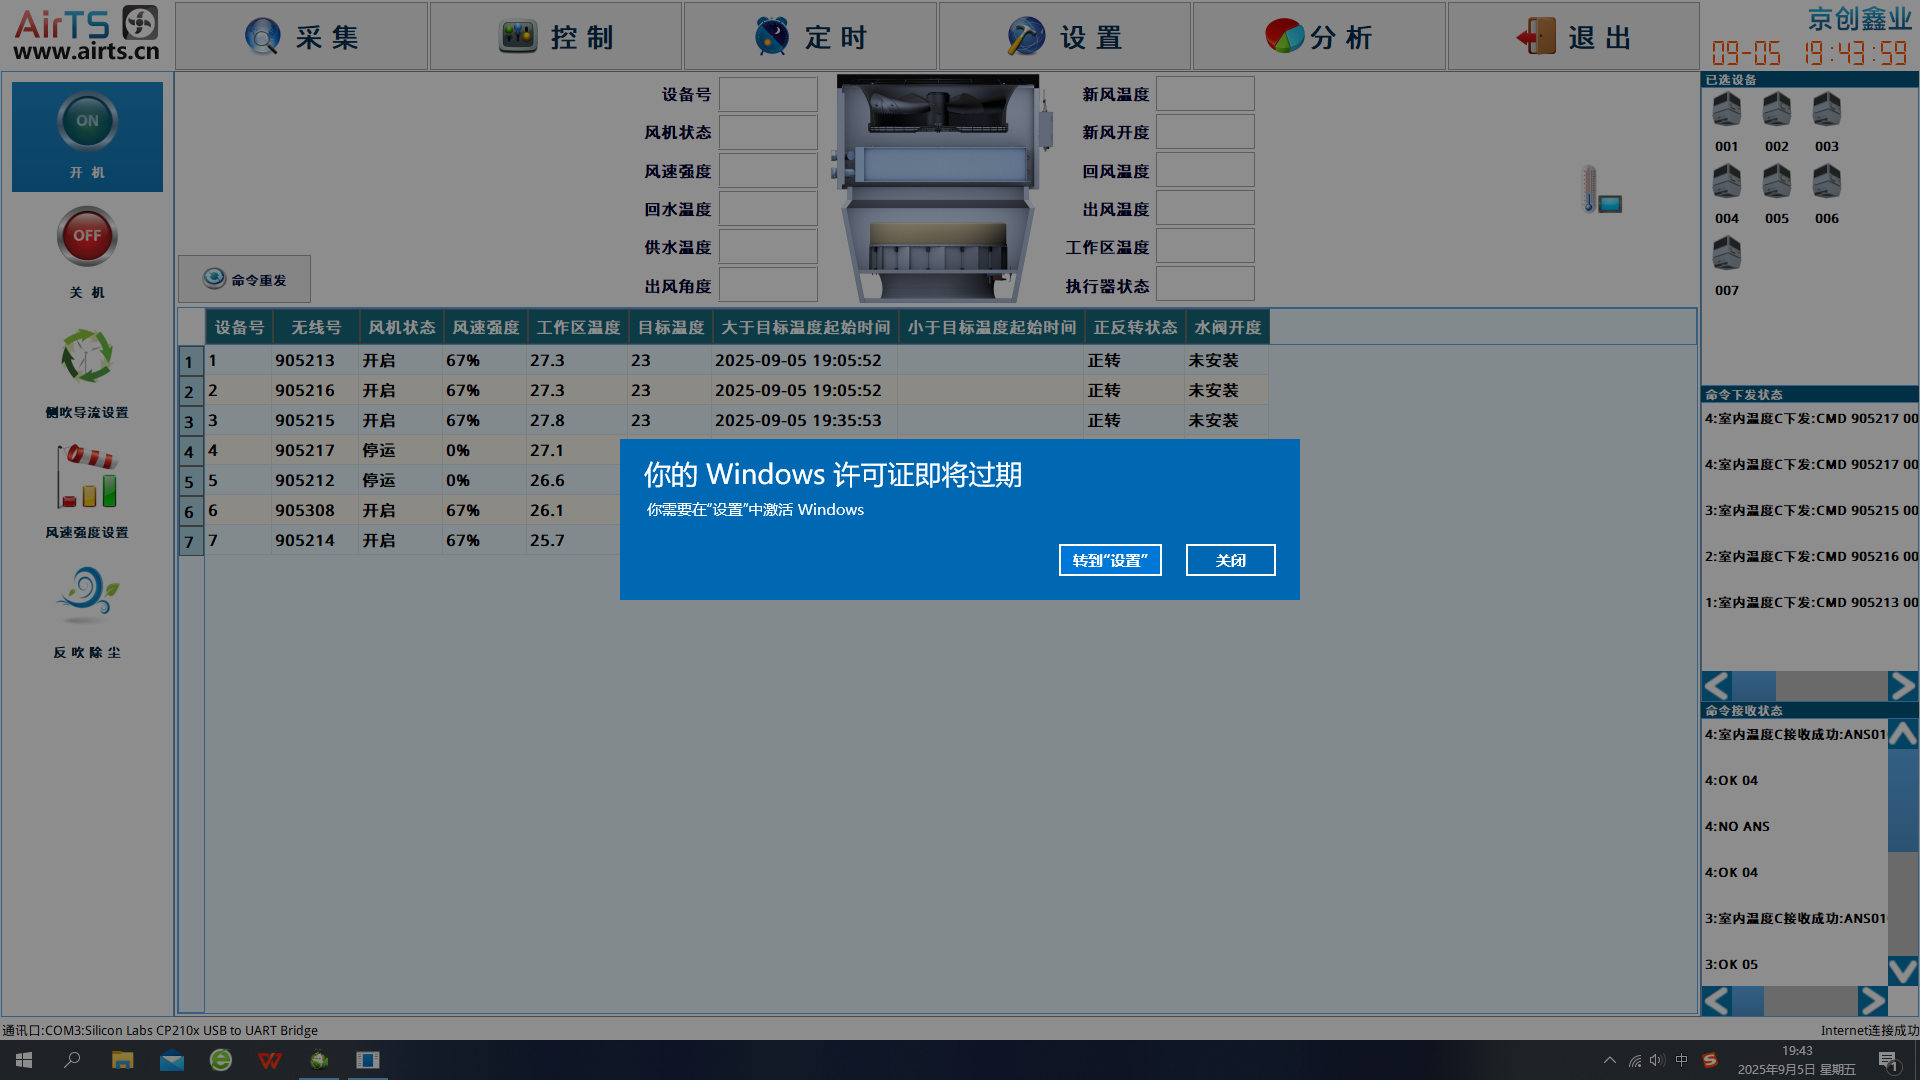 AirTS
www.airts.cn
采 集
控 制
定 时
设 置
分 析
退 出
京创鑫业
09-05 19:43:59
ON
开 机
OFF
关 机
侧吹导流设置
风速强度设置
反 吹 除 尘
命令重发
设备号
风机状态
风速强度
回水温度
供水温度
出风角度
新风温度
新风开度
回风温度
出风温度
工作区温度
执行器状态
设备号 无线号 风机状态 风速强度 工作区温度 目标温度 大于目标温度起始时间 小于目标温度起始时间 正反转状态 水阀开度
1 1 905213 开启 67% 27.3 23 2025-09-05 19:05:52 正转 未安装
2 2 905216 开启 67% 27.3 23 2025-09-05 19:05:52 正转 未安装
3 3 905215 开启 67% 27.8 23 2025-09-05 19:35:53 正转 未安装
4 4 905217 停运 0% 27.1
5 5 905212 停运 0% 26.6
6 6 905308 开启 67% 26.1
7 7 905214 开启 67% 25.7
你的 Windows 许可证即将过期
你需要在“设置”中激活 Windows
转到“设置” 关闭
已选设备
001 002 003
004 005 006
007
命令下发状态
4:室内温度C下发:CMD 905217 00
4:室内温度C下发:CMD 905217 00
3:室内温度C下发:CMD 905215 00
2:室内温度C下发:CMD 905216 00
1:室内温度C下发:CMD 905213 00
命令接收状态
4:室内温度C接收成功:ANS01
4:OK 04
4:NO ANS
4:OK 04
3:室内温度C接收成功:ANS01
3:OK 05
通讯口:COM3:Silicon Labs CP210x USB to UART Bridge
Internet连接成功
中
19:43
2025年9月5日 星期五
1